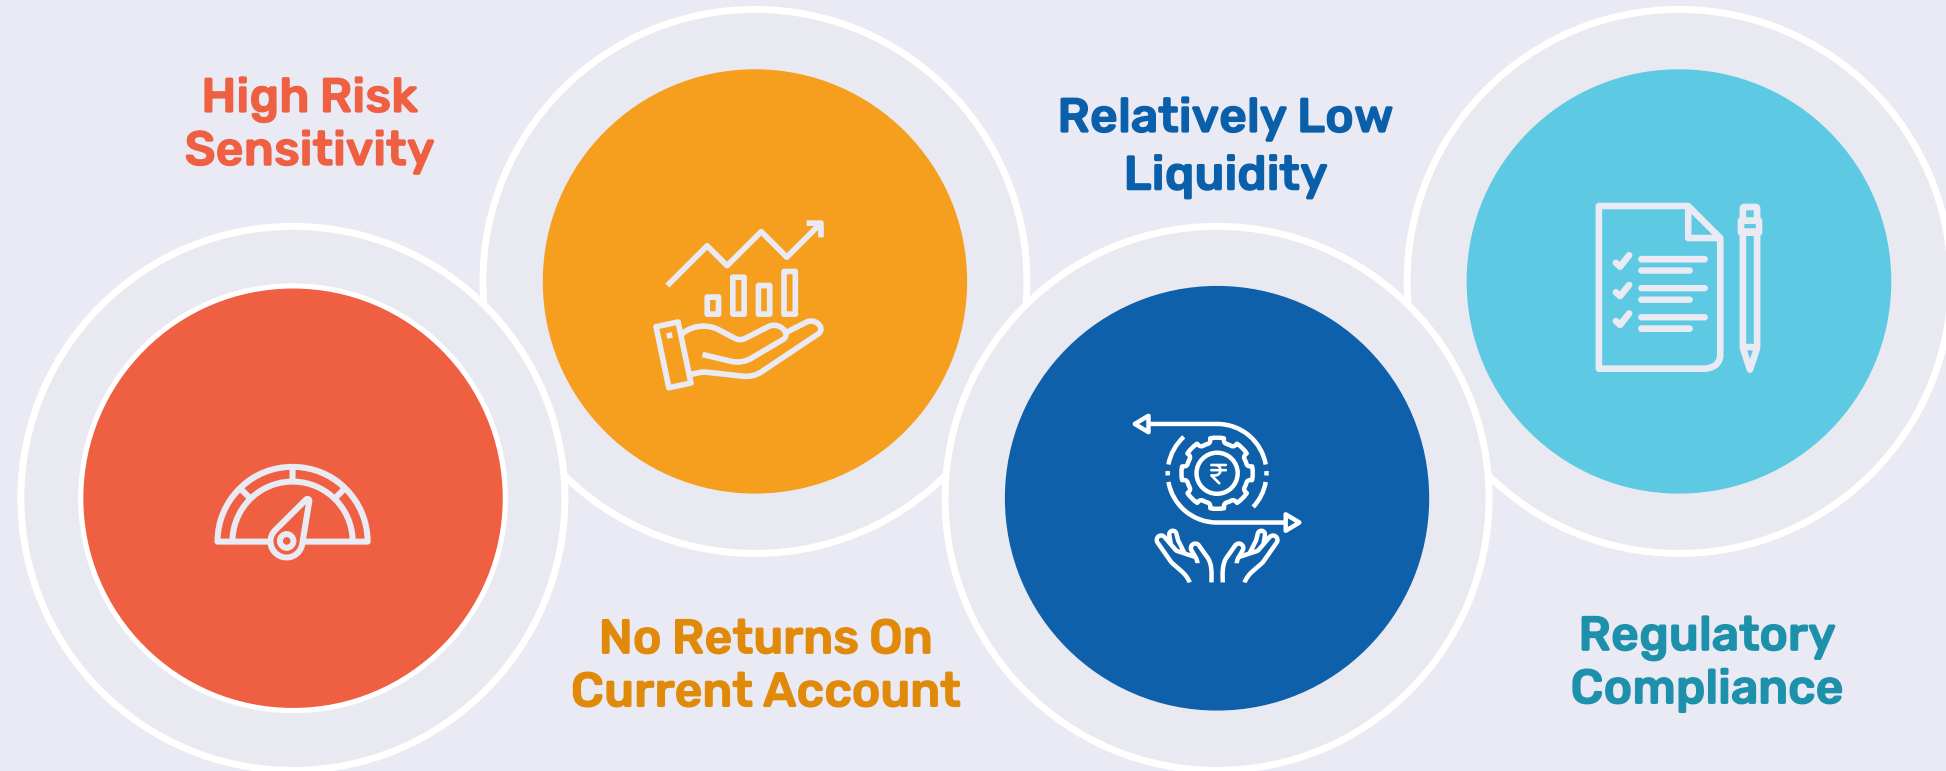 High Risk
Sensitivity
No Returns On
Current Account
Relatively Low
Liquidity
₹
Regulatory
Compliance